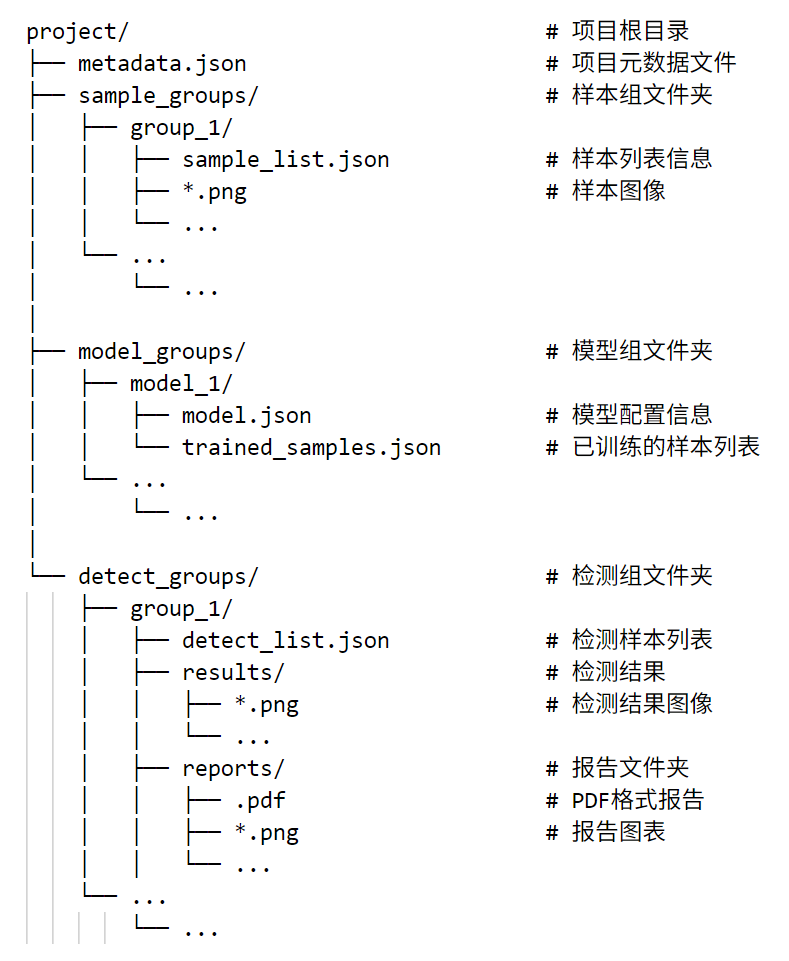 project/                                # 项目根目录
├── metadata.json                       # 项目元数据文件
├── sample_groups/                      # 样本组文件夹
│   ├── group_1/
│   │   ├── sample_list.json            # 样本列表信息
│   │   ├── *.png                       # 样本图像
│   │   └── ...
│   └── ...
│       └── ...
│
├── model_groups/                       # 模型组文件夹
│   ├── model_1/
│   │   ├── model.json                  # 模型配置信息
│   │   └── trained_samples.json        # 已训练的样本列表
│   └── ...
│       └── ...
│
└── detect_groups/                      # 检测组文件夹
    ├── group_1/
    │   ├── detect_list.json            # 检测样本列表
    │   ├── results/                    # 检测结果
    │   │   ├── *.png                   # 检测结果图像
    │   │   └── ...
    │   ├── reports/                    # 报告文件夹
    │   │   ├── .pdf                    # PDF格式报告
    │   │   ├── *.png                   # 报告图表
    │   │   └── ...
    └── ...
        └── ...